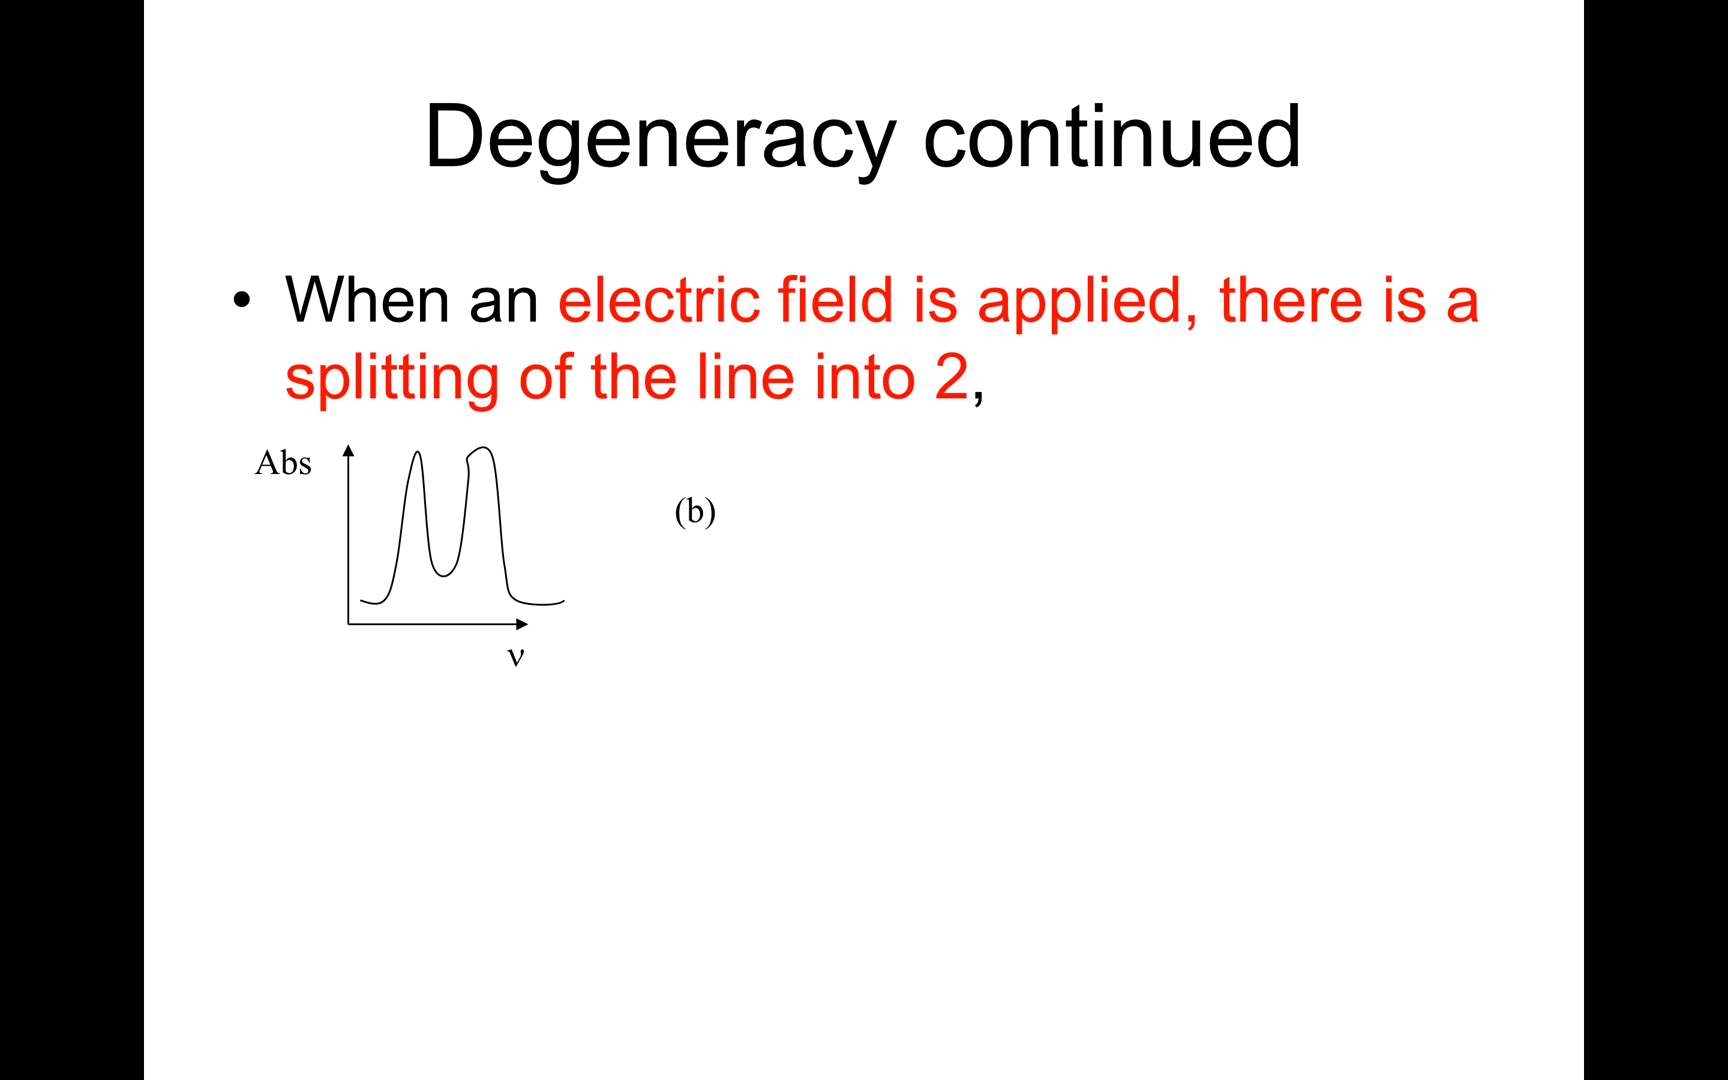 Degeneracy continued
• When an electric field is applied, there is a
splitting of the line into 2,
Abs
(b)
ν